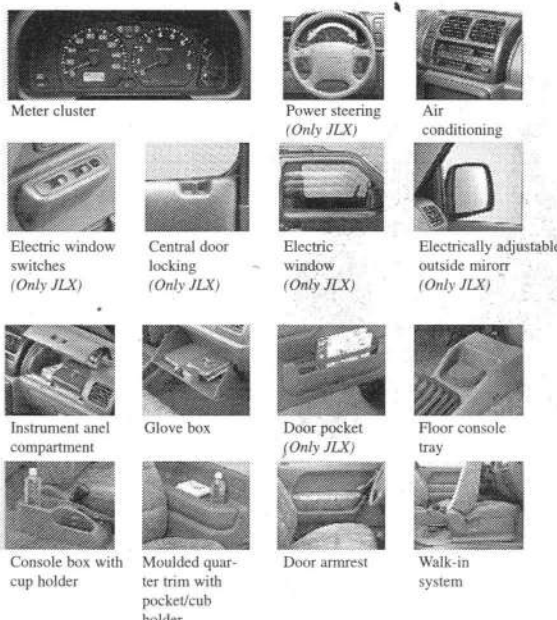 Meter cluster
Power steering
(Only JLX)
Air
conditioning
Electric window
switches
(Only JLX)
Central door
locking
(Only JLX)
Electric
window
(Only JLX)
Electrically adjustable
outside mirorr
(Only JLX)
Instrument anel
compartment
Glove box
Door pocket
(Only JLX)
Floor console
tray
Console box with
cup holder
Moulded quar-
ter trim with
pocket/cub
holder
Door armrest
Walk-in
system